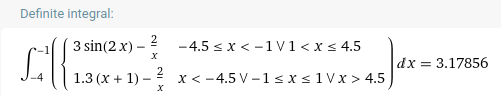 Definite integral:
∫_{-4}^{-1} ( { 3 sin(2 x) − 2/x   −4.5 ≤ x < −1 ∨ 1 < x ≤ 4.5
1.3 (x + 1) − 2/x   x < −4.5 ∨ −1 ≤ x ≤ 1 ∨ x > 4.5 ) dx = 3.17856